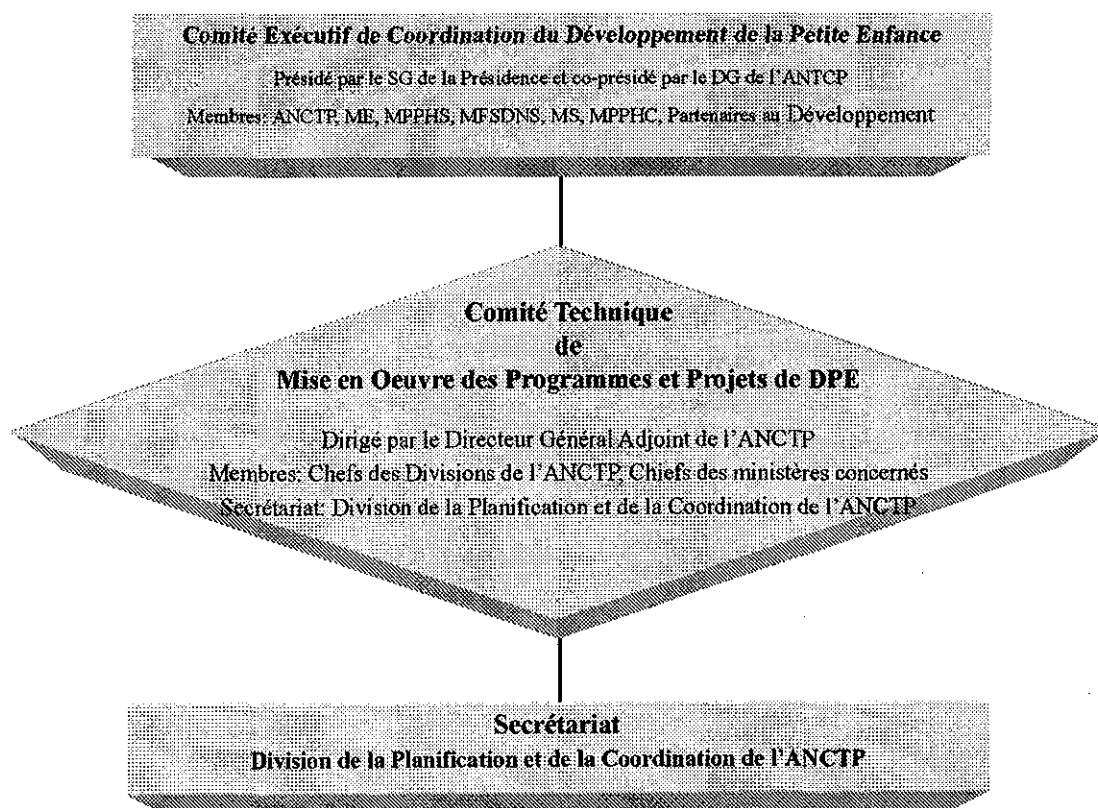 Comité Exécutif de Coordination du Développement de la Petite Enfance
Présidé par le SG de la Présidence et co-présidé par le DG de l'ANTCP
Membres: ANCTP, ME, MPPHS, MFSDNS, MS, MPPHC, Partenaires au Développement
Comité Technique
de
Mise en Oeuvre des Programmes et Projets de DPE
Dirigé par le Directeur Général Adjoint de l'ANCTP
Membres: Chefs des Divisions de l'ANCTP, Chiefs des ministères concernés
Secrétariat: Division de la Planification et de la Coordination de l'ANCTP
Secrétariat
Division de la Planification et de la Coordination de l'ANCTP